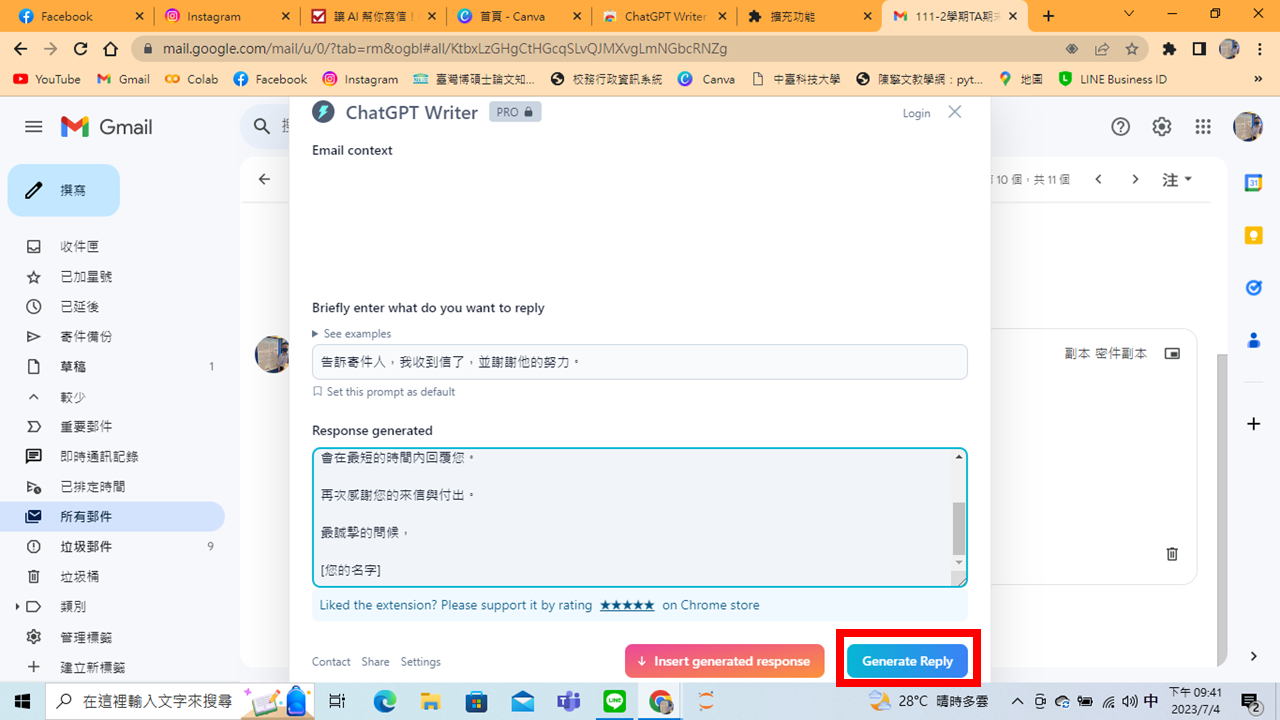 Facebook
Instagram
讓 AI 幫你寫信！
首頁 - Canva
ChatGPT Writer
擴充功能
111-2學期TA期末
mail.google.com/mail/u/0/?tab=rm&ogbl#all/KtbxLzGHgCtHGcqSLvQJMXvgLmNGbcRNZg
YouTube
Gmail
Colab
Facebook
Instagram
臺灣博碩士論文知...
校務行政資訊系統
Canva
中臺科技大學
陳擎文教學網：pyt...
地圖
LINE Business ID
Gmail
ChatGPT Writer PRO
Login
Email context
撰寫
10 個，共 11 個
注
收件匣
已加星號
已延後
寄件備份
草稿 1
較少
重要郵件
即時通訊記錄
已排定時間
所有郵件
垃圾郵件 9
垃圾桶
類別
管理標籤
建立新標籤
Briefly enter what do you want to reply
See examples
告訴寄件人，我收到信了，並謝謝他的努力。
Set this prompt as default
副本 密件副本
Response generated
會在最短的時間內回覆您。
再次感謝您的來信與付出。
最誠摯的問候，
[您的名字]
Liked the extension? Please support it by rating ★★★★★ on Chrome store
Contact Share Settings
Insert generated response
Generate Reply
31
在這裡輸入文字來搜尋
28°C 晴時多雲
中
下午 09:41
2023/7/4
2